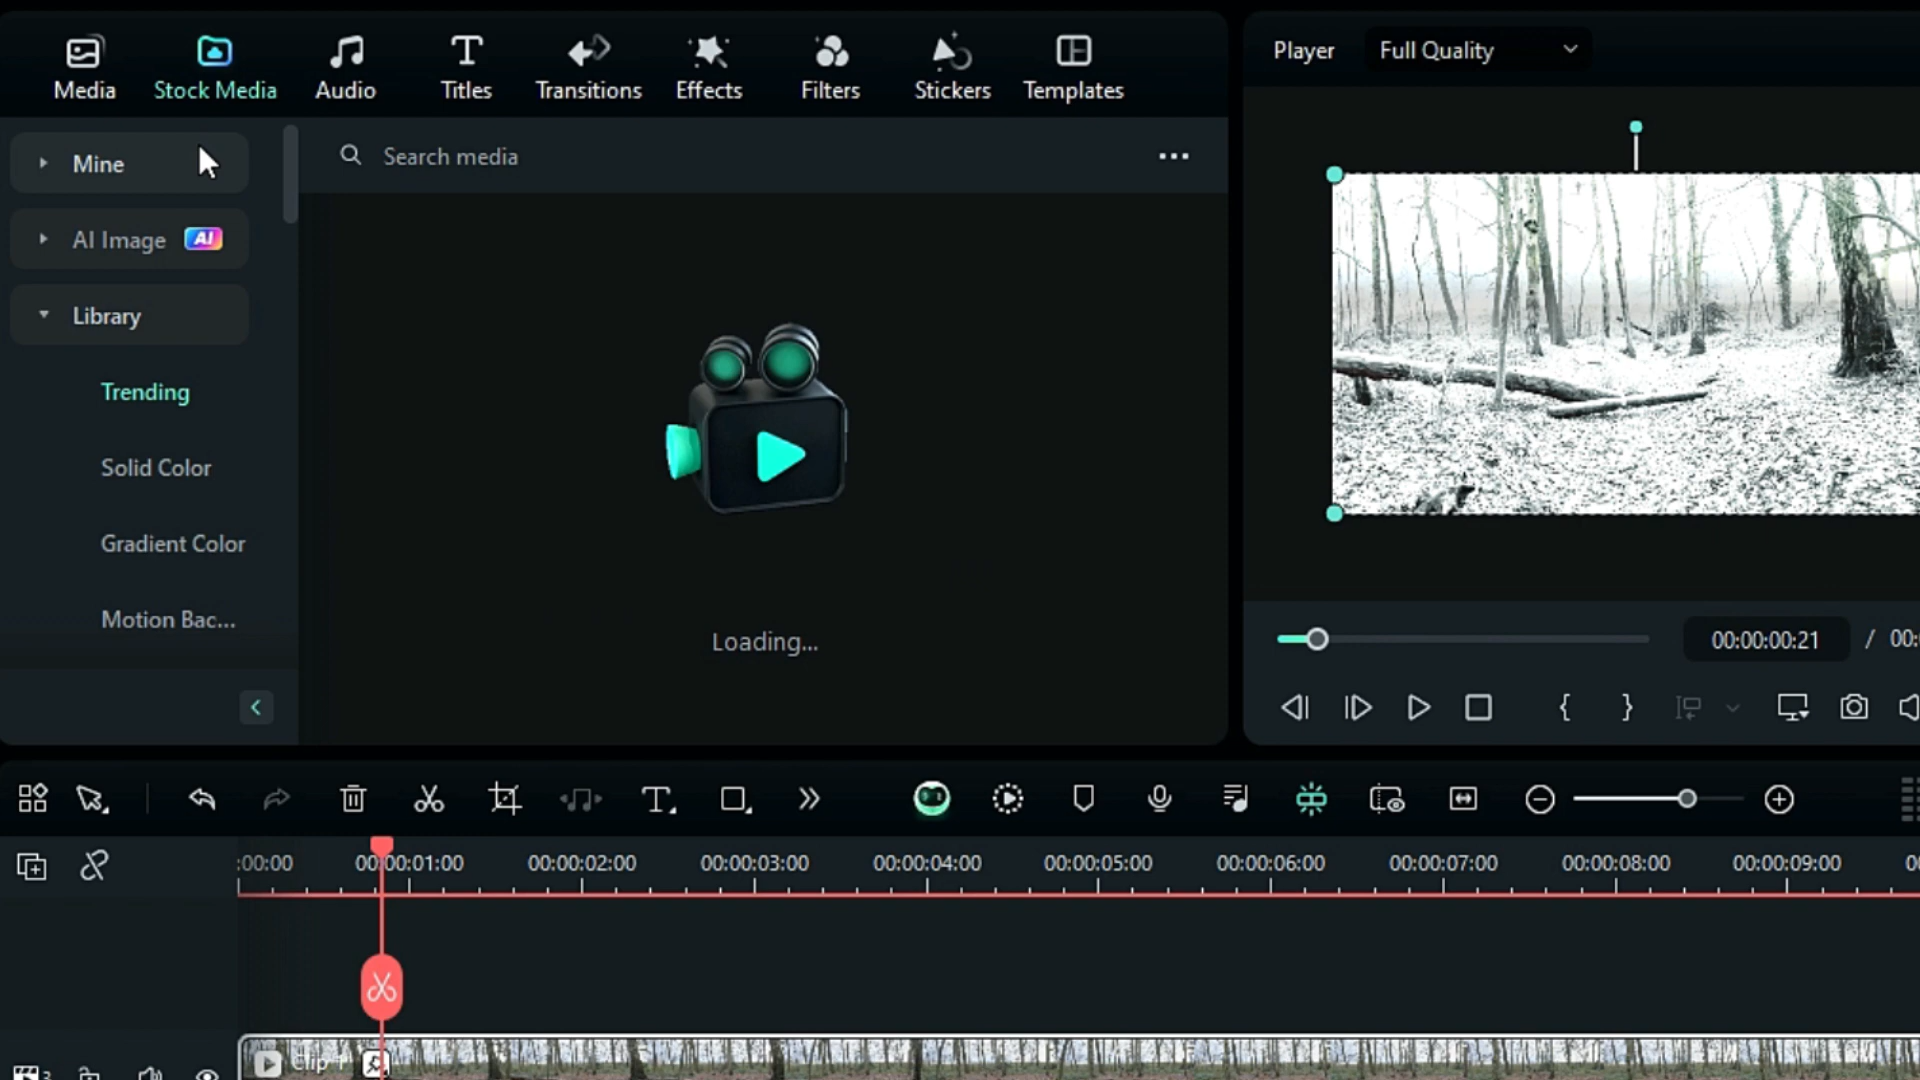 Media
Stock Media
Audio
Titles
Transitions
Effects
Filters
Stickers
Templates
Player
Full Quality
Mine
Search media
AI Image AI
Library
Trending
Solid Color
Gradient Color
Motion Bac...
Loading...
00:00:00:21 / 00:
:00:00
00:00:01:00
00:00:02:00
00:00:03:00
00:00:04:00
00:00:05:00
00:00:06:00
00:00:07:00
00:00:08:00
00:00:09:00